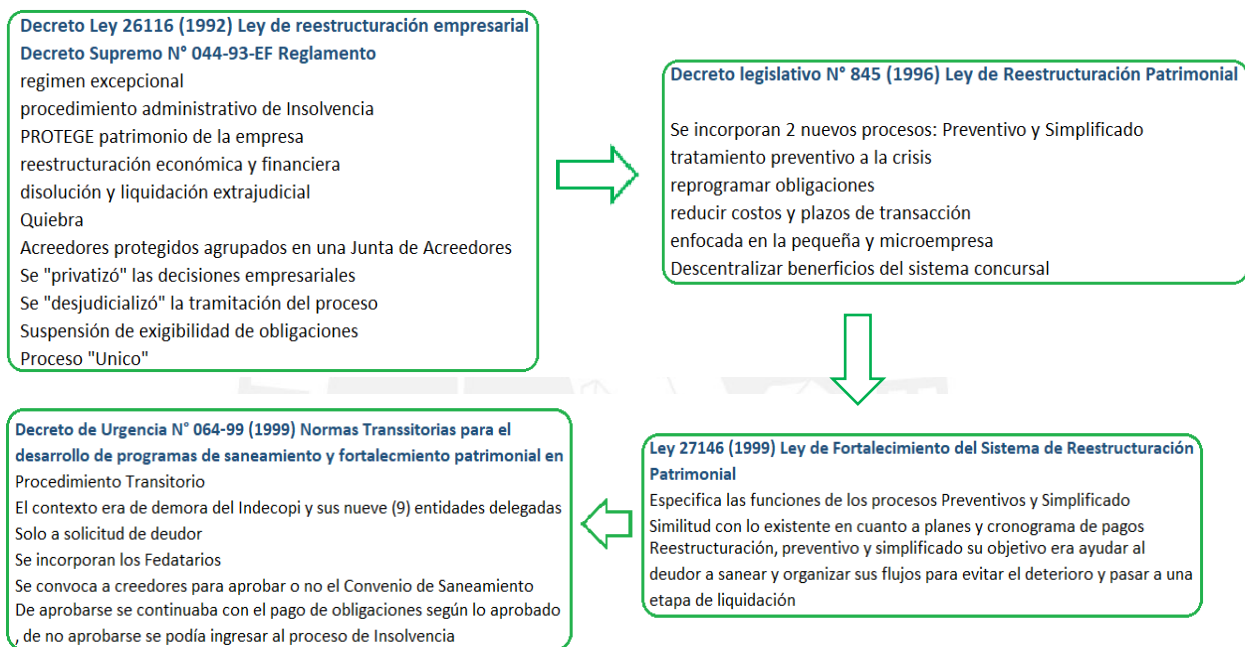 Decreto Ley 26116 (1992) Ley de reestructuración empresarial
Decreto Supremo N° 044-93-EF Reglamento
regimen excepcional
procedimiento administrativo de Insolvencia
PROTEGE patrimonio de la empresa
reestructuración económica y financiera
disolución y liquidación extrajudicial
Quiebra
Acreedores protegidos agrupados en una Junta de Acreedores
Se "privatizó" las decisiones empresariales
Se "desjudicializó" la tramitación del proceso
Suspensión de exigibilidad de obligaciones
Proceso "Unico"
Decreto legislativo N° 845 (1996) Ley de Reestructuración Patrimonial
Se incorporan 2 nuevos procesos: Preventivo y Simplificado
tratamiento preventivo a la crisis
reprogramar obligaciones
reducir costos y plazos de transacción
enfocada en la pequeña y microempresa
Descentralizar benerficios del sistema concursal
Ley 27146 (1999) Ley de Fortalecimiento del Sistema de Reestructuración
Patrimonial
Especifica las funciones de los procesos Preventivos y Simplificado
Similitud con lo existente en cuanto a planes y cronograma de pagos
Reestructuración, preventivo y simplificado su objetivo era ayudar al
deudor a sanear y organizar sus flujos para evitar el deterioro y pasar a una
etapa de liquidación
Decreto de Urgencia N° 064-99 (1999) Normas Transsitorias para el
desarrollo de programas de saneamiento y fortalecmiento patrimonial en
Procedimiento Transitorio
El contexto era de demora del Indecopi y sus nueve (9) entidades delegadas
Solo a solicitud de deudor
Se incorporan los Fedatarios
Se convoca a creedores para aprobar o no el Convenio de Saneamiento
De aprobarse se continuaba con el pago de obligaciones según lo aprobado
, de no aprobarse se podía ingresar al proceso de Insolvencia